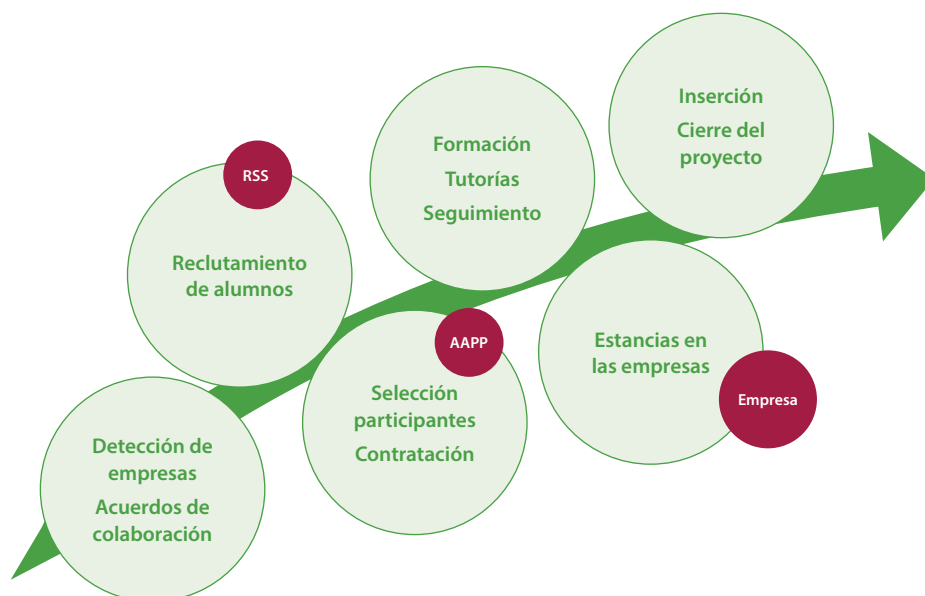 Inserción
Cierre del
proyecto
Formación
Tutorías
Seguimiento
RSS
Reclutamiento
de alumnos
AAPP
Selección
participantes
Contratación
Estancias en
las empresas
Empresa
Detección de
empresas
Acuerdos de
colaboración